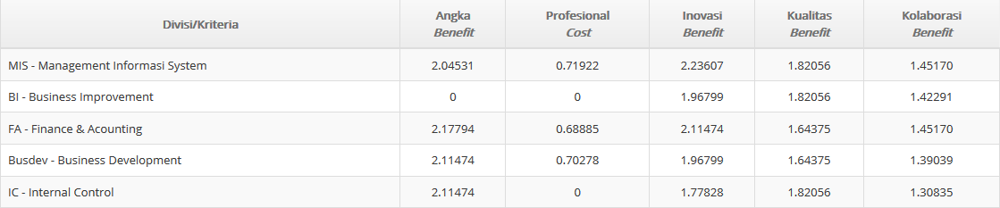 Divisi/Kriteria Angka Benefit Profesional Cost Inovasi Benefit Kualitas Benefit Kolaborasi Benefit
MIS - Management Informasi System 2.04531 0.71922 2.23607 1.82056 1.45170
BI - Business Improvement 0 0 1.96799 1.82056 1.42291
FA - Finance & Acounting 2.17794 0.68885 2.11474 1.64375 1.45170
Busdev - Business Development 2.11474 0.70278 1.96799 1.64375 1.39039
IC - Internal Control 2.11474 0 1.77828 1.82056 1.30835